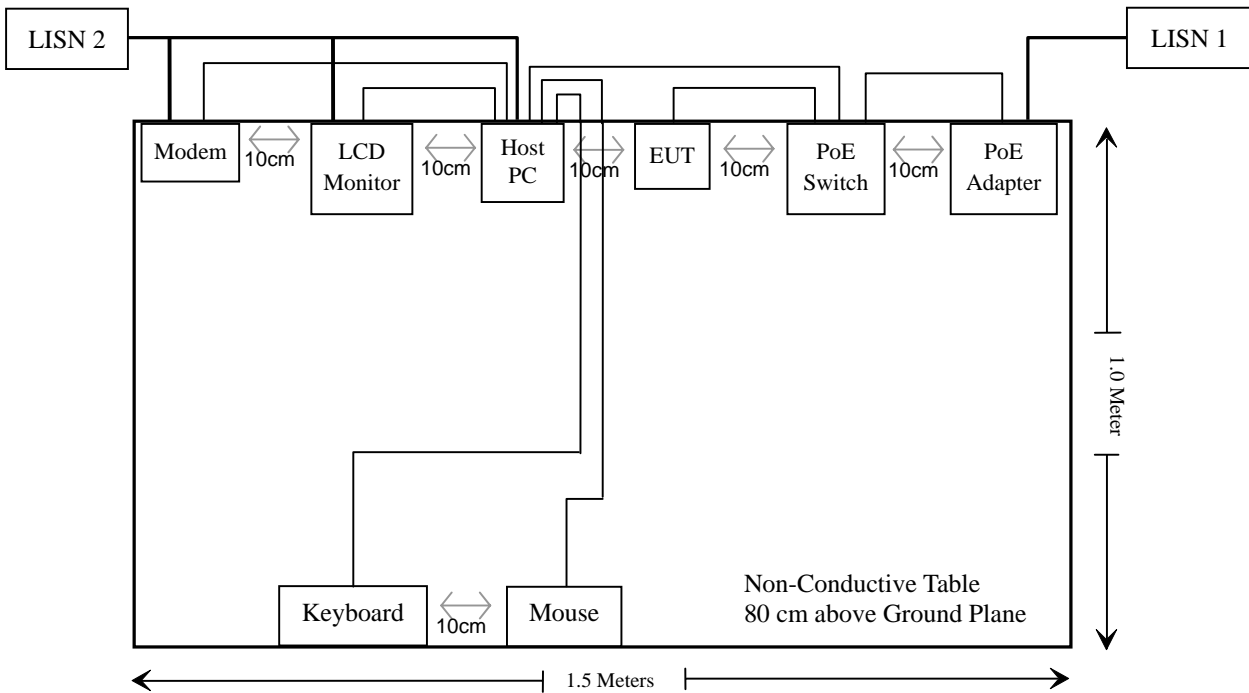 LISN 2
LISN 1
Modem
10cm
LCD
Monitor
10cm
Host
PC
10cm
EUT
10cm
PoE
Switch
10cm
PoE
Adapter
1.0 Meter
Keyboard
10cm
Mouse
Non-Conductive Table
80 cm above Ground Plane
1.5 Meters